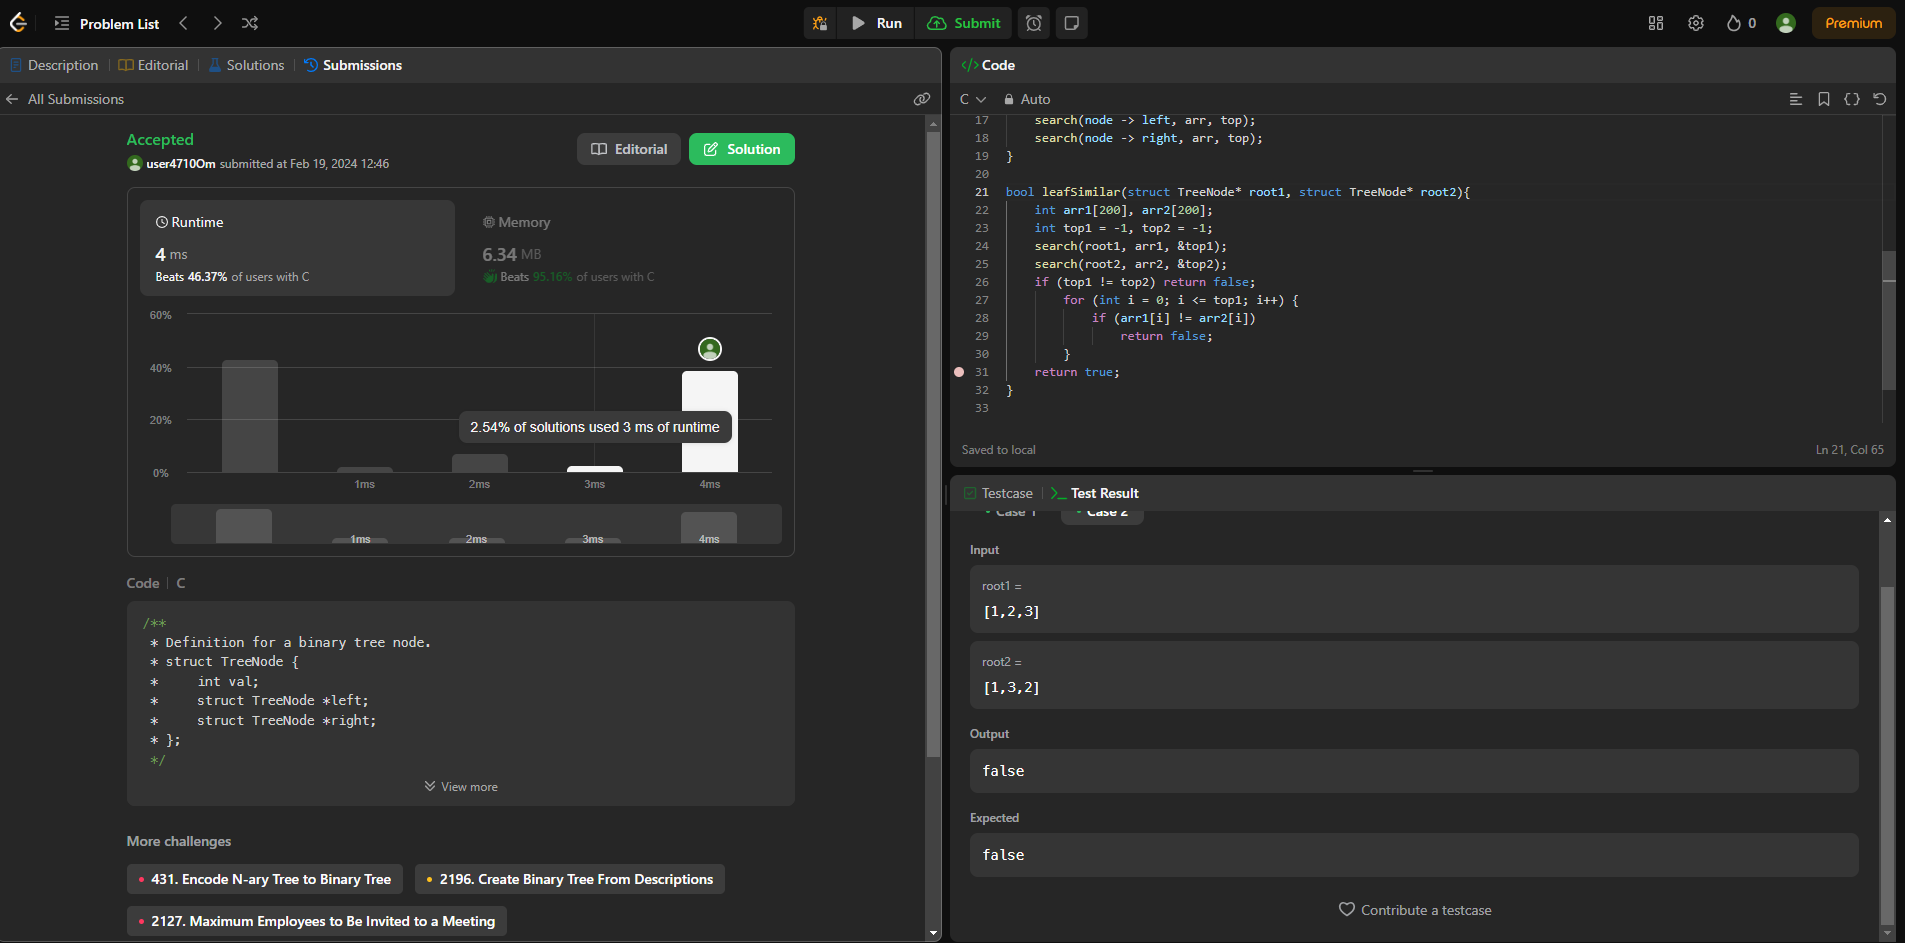 Problem List
Run
Submit
0
Premium
Description
Editorial
Solutions
Submissions
All Submissions
Accepted
user4710Om submitted at Feb 19, 2024 12:46
Editorial
Solution
Runtime
4 ms
Beats 46.37% of users with C
Memory
6.34 MB
Beats 95.16% of users with C
60%
40%
20%
0%
2.54% of solutions used 3 ms of runtime
1ms
2ms
3ms
4ms
1ms
2ms
3ms
4ms
Code
C
/**
 * Definition for a binary tree node.
 * struct TreeNode {
 *     int val;
 *     struct TreeNode *left;
 *     struct TreeNode *right;
 * };
 */
View more
More challenges
431. Encode N-ary Tree to Binary Tree
2196. Create Binary Tree From Descriptions
2127. Maximum Employees to Be Invited to a Meeting
</> Code
C
Auto
17     search(node -> left, arr, top);
18     search(node -> right, arr, top);
19 }
20
21 bool leafSimilar(struct TreeNode* root1, struct TreeNode* root2){
22     int arr1[200], arr2[200];
23     int top1 = -1, top2 = -1;
24     search(root1, arr1, &top1);
25     search(root2, arr2, &top2);
26     if (top1 != top2) return false;
27         for (int i = 0; i <= top1; i++) {
28             if (arr1[i] != arr2[i])
29                 return false;
30         }
31     return true;
32 }
33
Saved to local
Ln 21, Col 65
Testcase
Test Result
Case 1
Case 2
Input
root1 =
[1,2,3]
root2 =
[1,3,2]
Output
false
Expected
false
Contribute a testcase